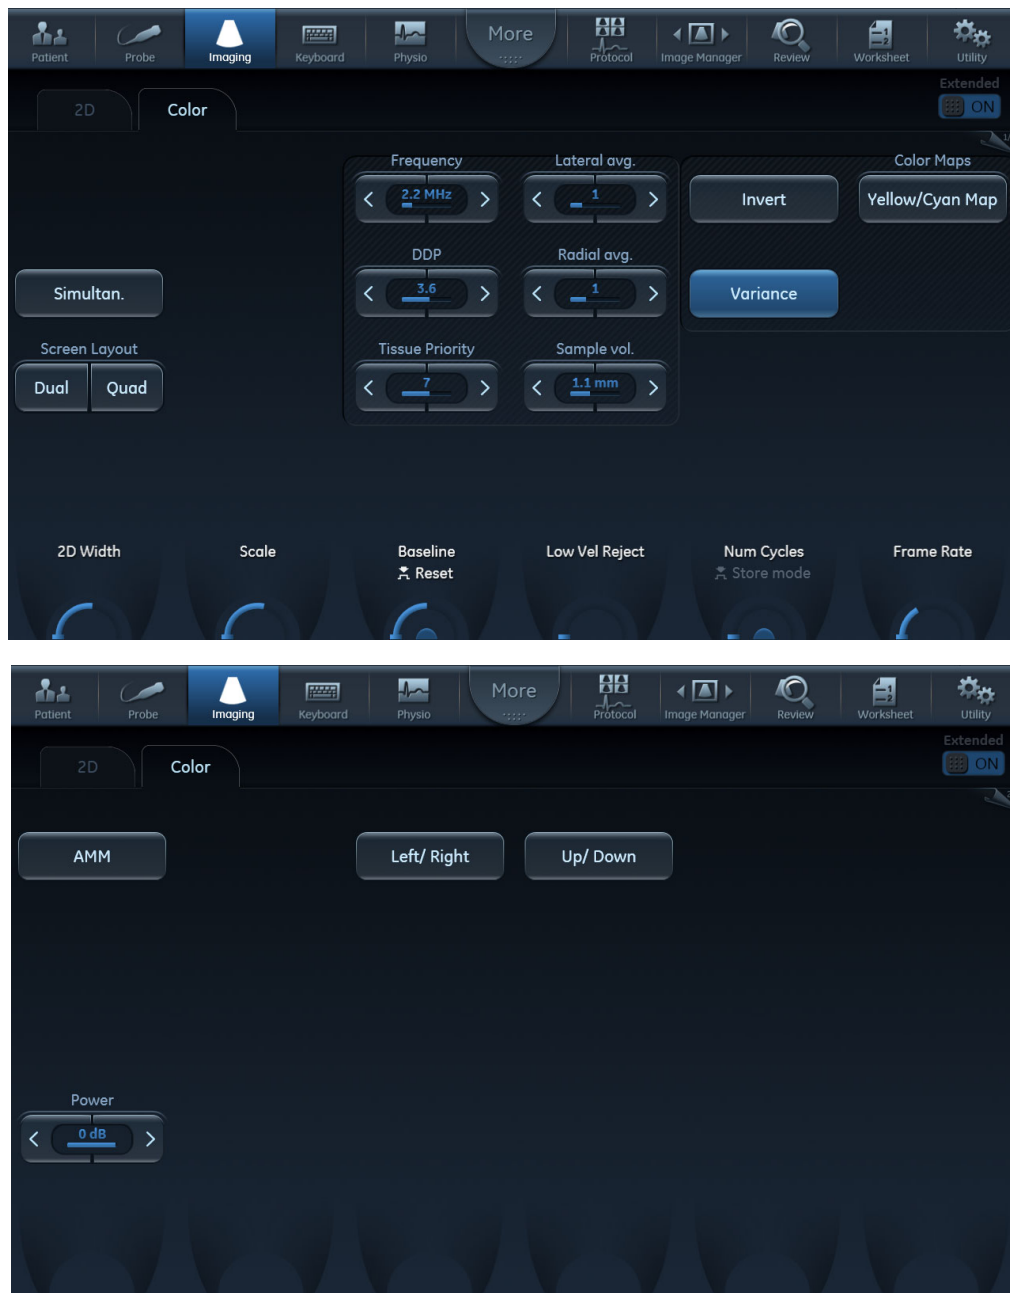 Patient Probe Imaging Keyboard Physio More Protocol Image Manager Review Worksheet Utility
Extended
ON
2D Color
1/
Frequency Lateral avg. Color Maps
2.2 MHz 1 Invert Yellow/Cyan Map
DDP Radial avg.
Simultan. 3.6 1 Variance
Screen Layout Tissue Priority Sample vol.
Dual Quad 7 1.1 mm
2D Width Scale Baseline Low Vel Reject Num Cycles Frame Rate
Reset Store mode
Patient Probe Imaging Keyboard Physio More Protocol Image Manager Review Worksheet Utility
Extended
ON
2D Color
AMM Left/ Right Up/ Down
Power
0 dB